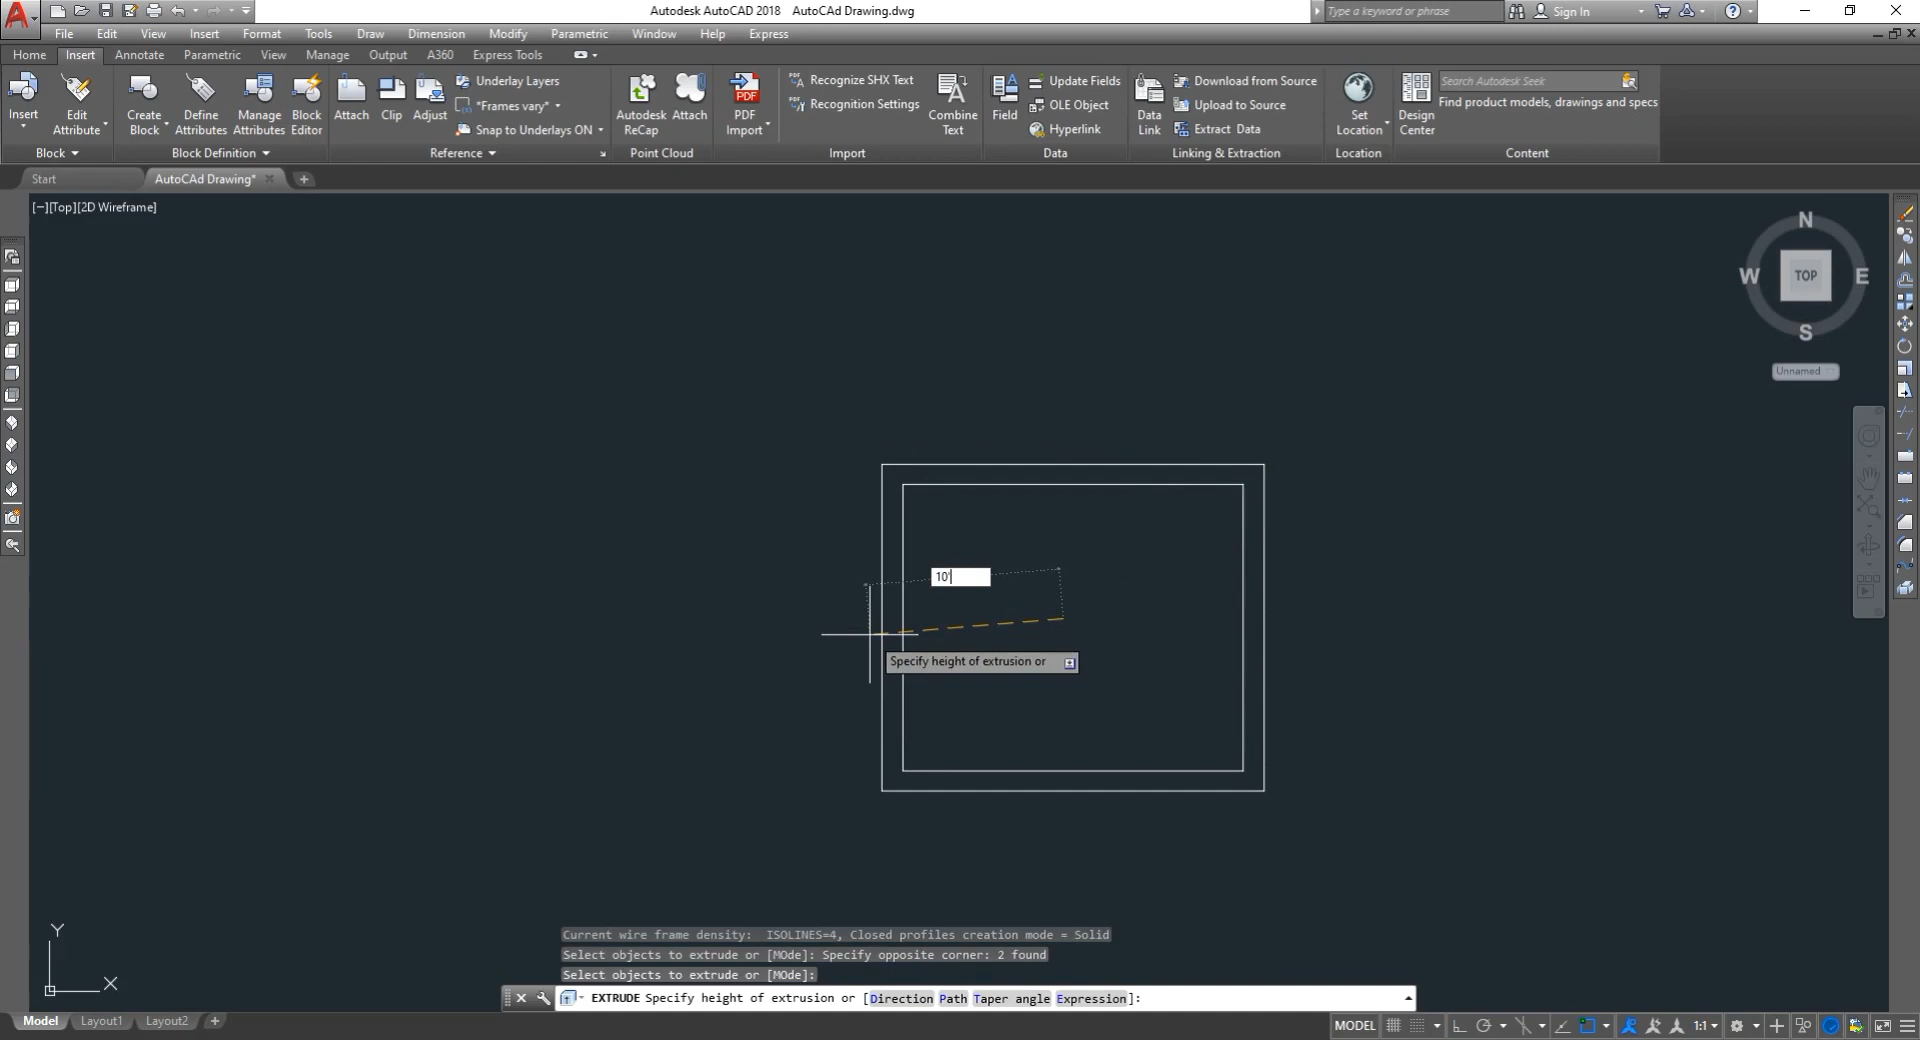 Autodesk AutoCAD 2018 AutoCAd Drawing.dwg
Type a keyword or phrase
Sign In
File Edit View Insert Format Tools Draw Dimension Modify Parametric Window Help Express
Home Insert Annotate Parametric View Manage Output A360 Express Tools
Insert
Edit
Attribute
Create
Block
Define
Attributes
Manage
Attributes
Block
Editor
Attach
Clip
Adjust
Underlay Layers
*Frames vary*
Snap to Underlays ON
Autodesk
ReCap
Attach
PDF
Import
Recognize SHX Text
Recognition Settings
Combine
Text
Field
Update Fields
OLE Object
Hyperlink
Data
Link
Download from Source
Upload to Source
Extract Data
Set
Location
Design
Center
Search Autodesk Seek
Find product models, drawings and specs
Block
Block Definition
Reference
Point Cloud
Import
Data
Linking & Extraction
Location
Content
Start
AutoCAd Drawing*
[−][Top][2D Wireframe]
N
W
TOP
E
S
Unnamed
10'
Specify height of extrusion or
Y
X
Current wire frame density: ISOLINES=4, Closed profiles creation mode = Solid
Select objects to extrude or [MOde]: Specify opposite corner: 2 found
Select objects to extrude or [MOde]:
EXTRUDE Specify height of extrusion or [Direction Path Taper angle Expression]:
Model Layout1 Layout2
MODEL
1:1